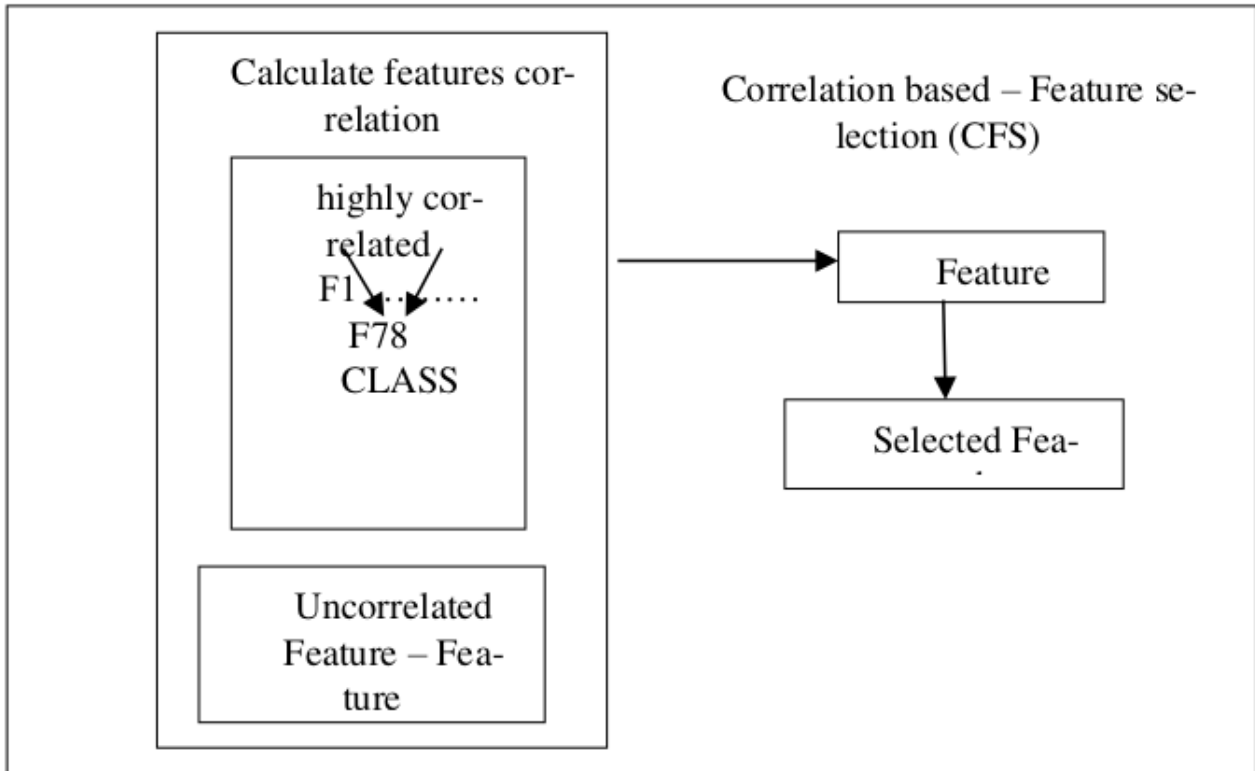 Calculate features cor-
relation
highly cor-
related
F1 ........
F78
CLASS
Uncorrelated
Feature – Fea-
ture
Correlation based – Feature se-
lection (CFS)
Feature
Selected Fea-